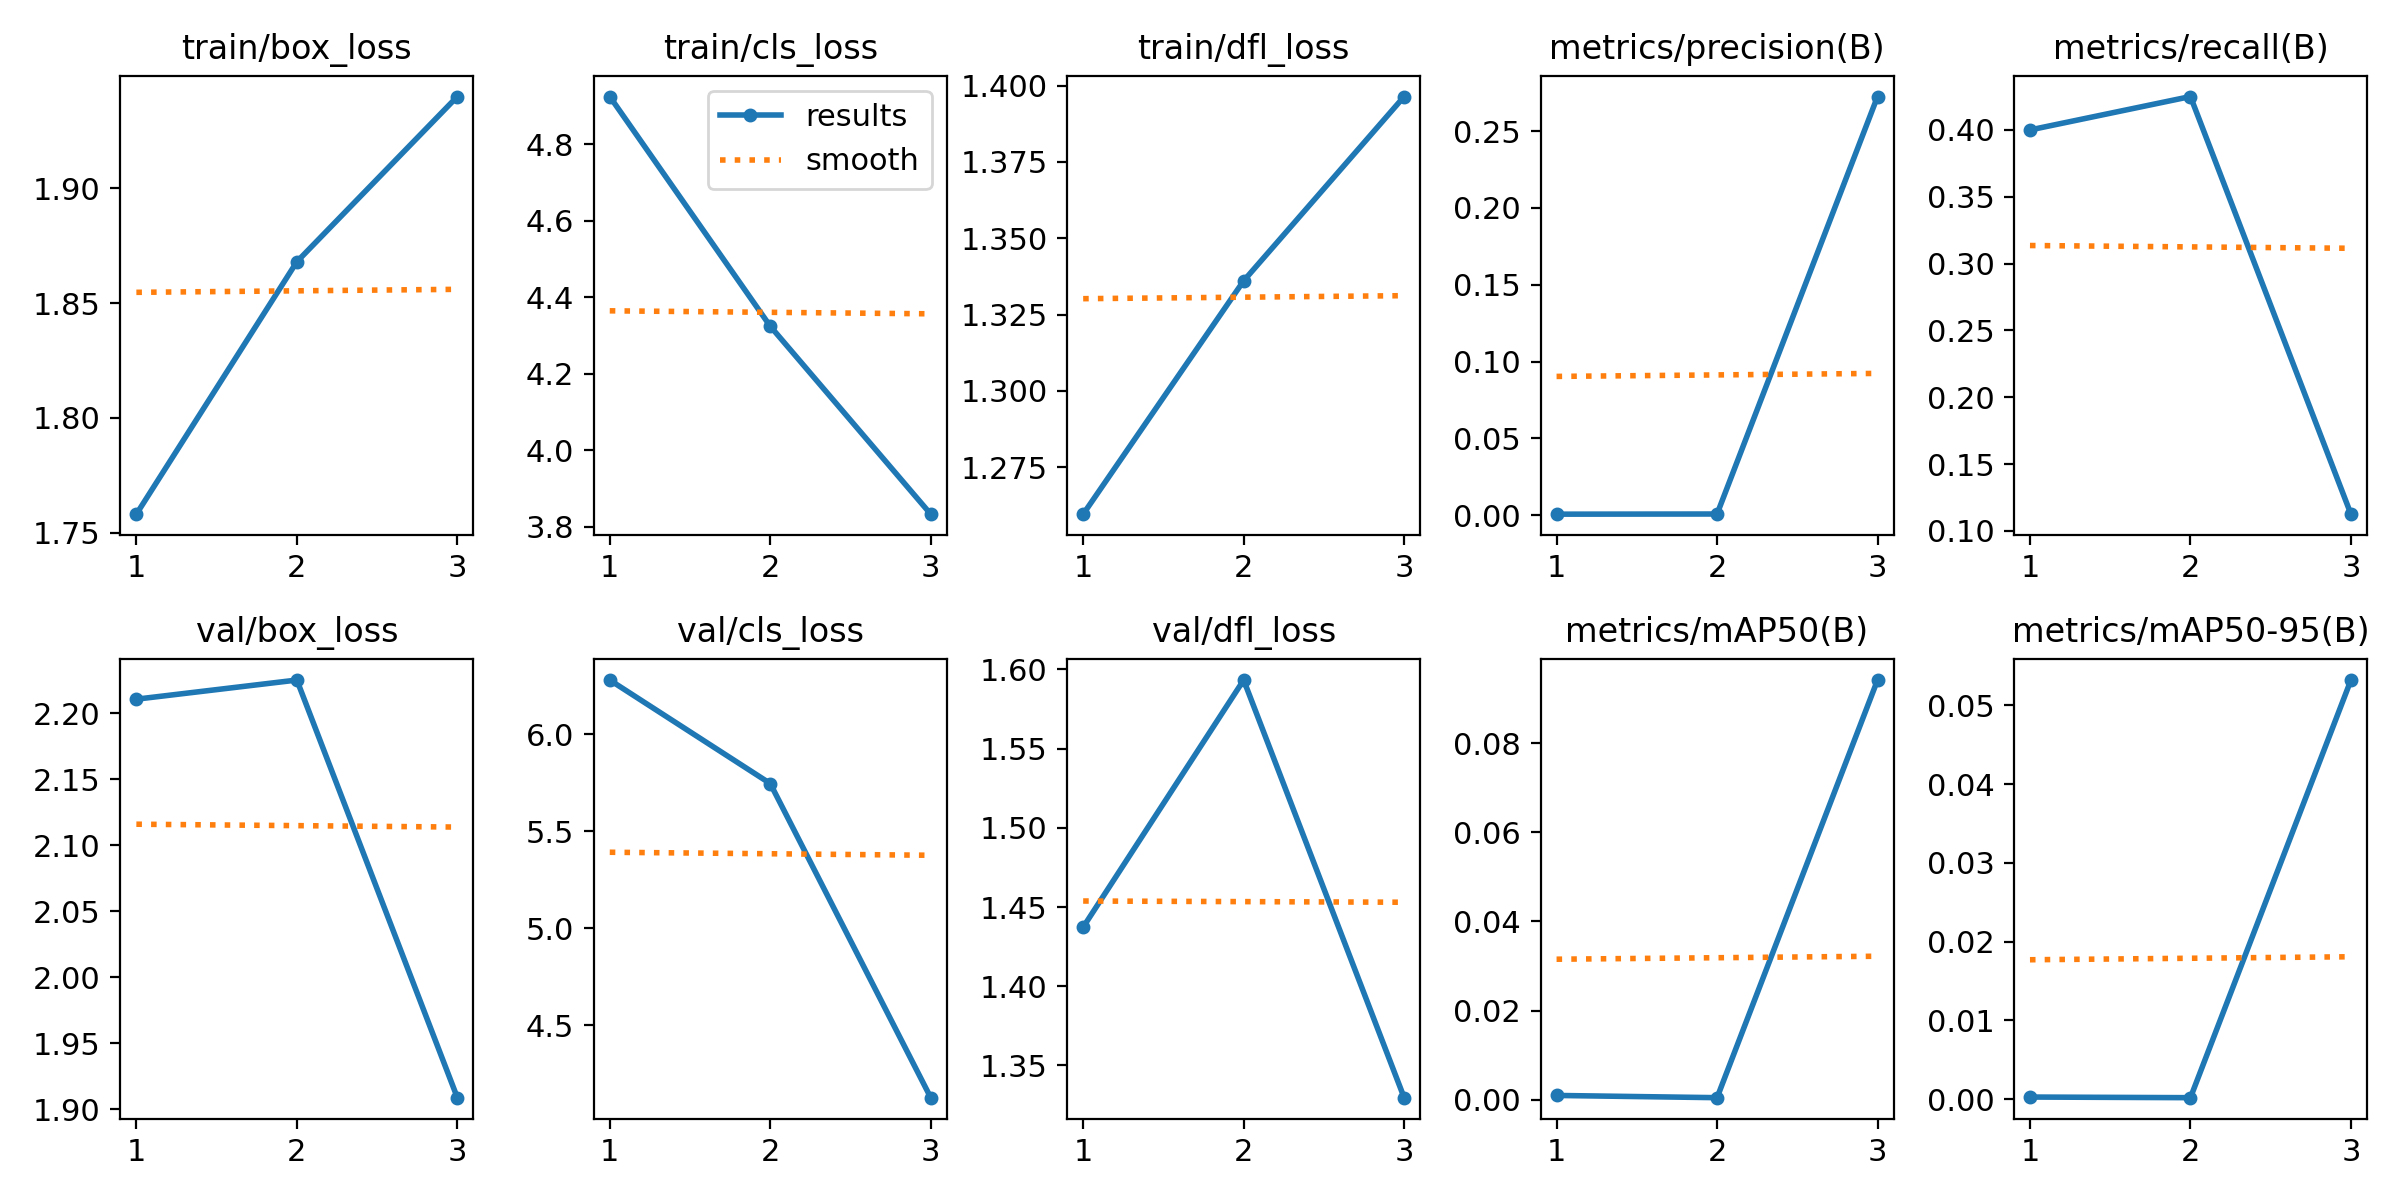 train/box_loss
1.90
1.85
1.80
1.75
1 2 3
train/cls_loss
results
smooth
4.8
4.6
4.4
4.2
4.0
3.8
1 2 3
train/dfl_loss
1.400
1.375
1.350
1.325
1.300
1.275
1 2 3
metrics/precision(B)
0.25
0.20
0.15
0.10
0.05
0.00
1 2 3
metrics/recall(B)
0.40
0.35
0.30
0.25
0.20
0.15
0.10
1 2 3
val/box_loss
2.20
2.15
2.10
2.05
2.00
1.95
1.90
1 2 3
val/cls_loss
6.0
5.5
5.0
4.5
1 2 3
val/dfl_loss
1.60
1.55
1.50
1.45
1.40
1.35
1 2 3
metrics/mAP50(B)
0.08
0.06
0.04
0.02
0.00
1 2 3
metrics/mAP50-95(B)
0.05
0.04
0.03
0.02
0.01
0.00
1 2 3